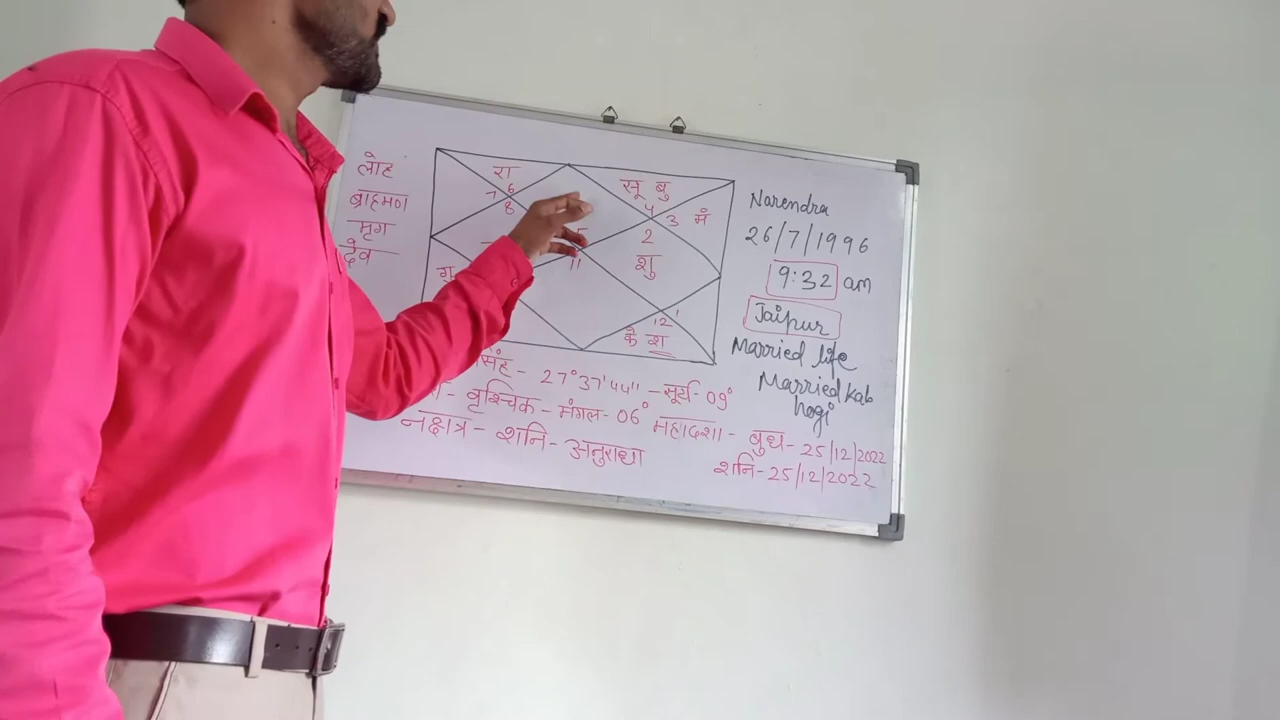 लोह
ब्राह्मण
मृग
देव
रा
6
7
8
सू बु
4
3 मं
2
शु
11
12
1
के श
Narendra
26/7/1996
9:32 am
Jaipur
Married life
Married kab
hogi
सिंह - 27°37'44" - सूर्य - 09°
- वृश्चिक - मंगल - 06°
महादशा - बुध - 25/12/2022
नक्षत्र - शनि - अनुराधा
शनि - 25/12/2022